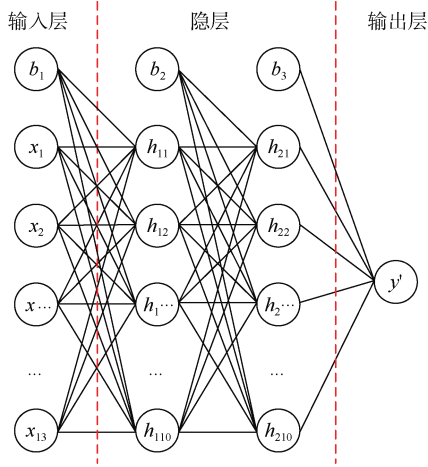 输入层 隐层 输出层
b1 b2 b3
x1 h11 h21
x2 h12 h22
x… h1… h2…
y'
… … …
x13 h110 h210